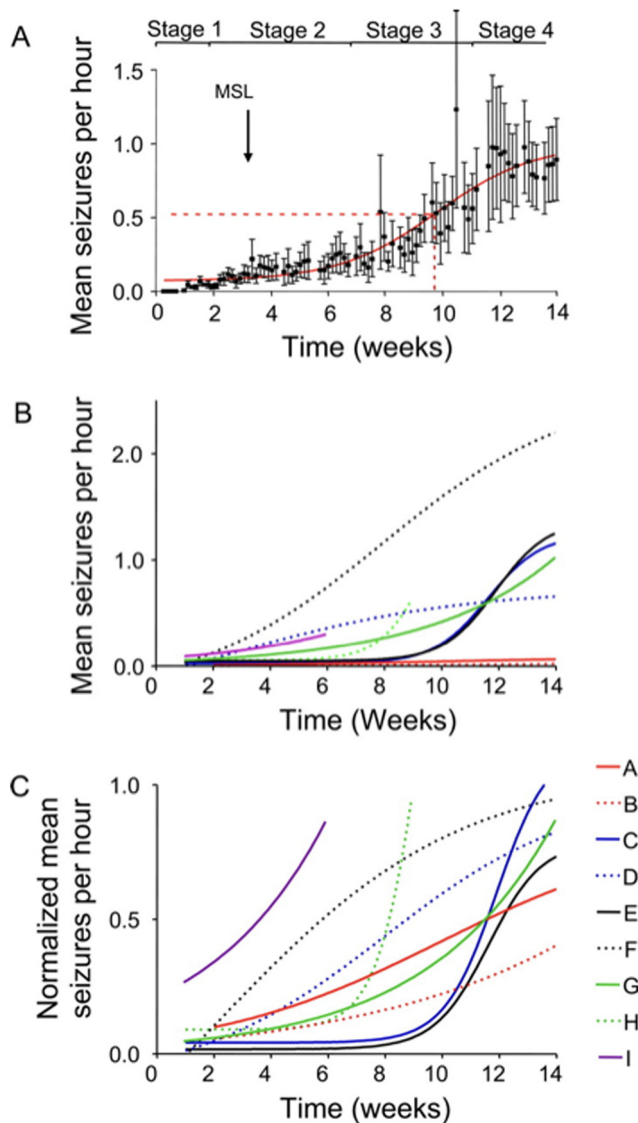 A
Stage 1 Stage 2 Stage 3 Stage 4
Mean seizures per hour
1.5
1.0
0.5
0.0
MSL
0 2 4 6 8 10 12 14
Time (weeks)
B
Mean seizures per hour
2.0
1.0
0.0
0 2 4 6 8 10 12 14
Time (Weeks)
C
Normalized mean
seizures per hour
1.0
0.5
0.0
0 2 4 6 8 10 12 14
Time (weeks)
A
B
C
D
E
F
G
H
I